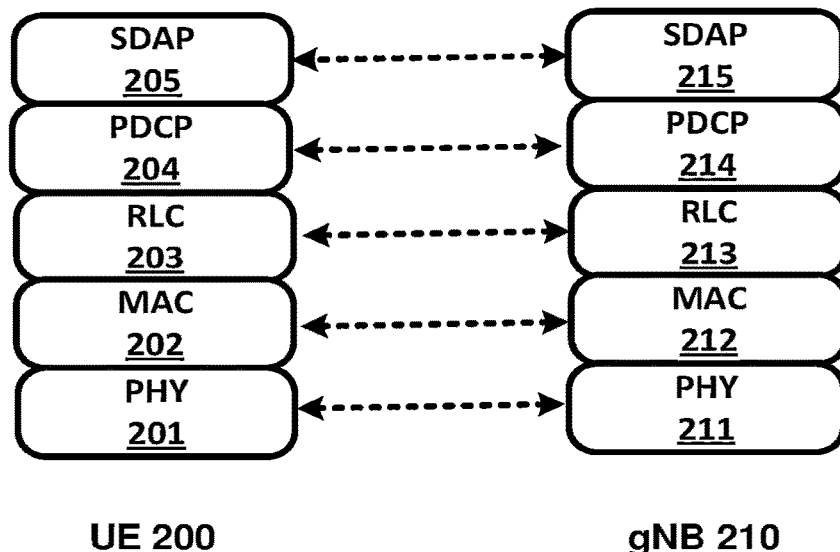 SDAP
205
PDCP
204
RLC
203
MAC
202
PHY
201
UE 200
SDAP
215
PDCP
214
RLC
213
MAC
212
PHY
211
gNB 210